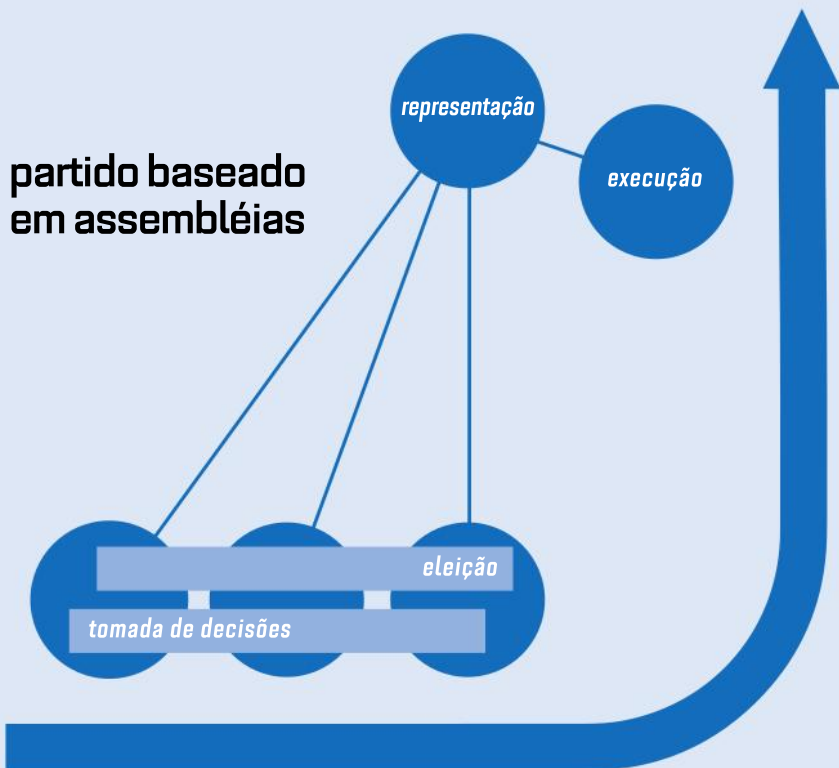 representação
execução
partido baseado
em assembléias
eleição
tomada de decisões